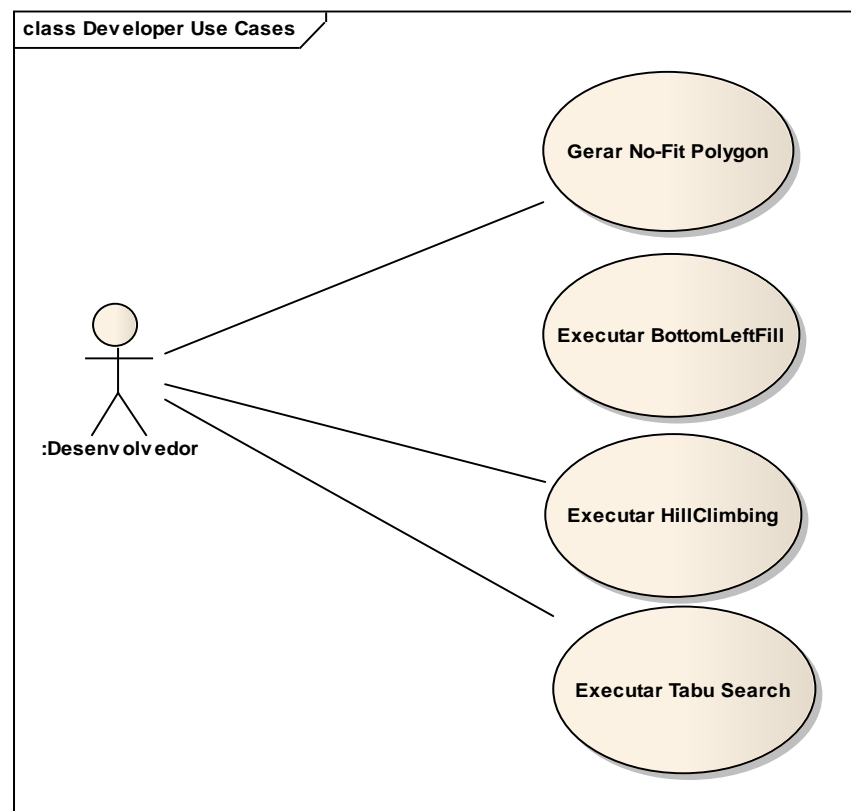 class Developer Use Cases
Gerar No-Fit Polygon
Executar BottomLeftFill
:Desenvolvedor
Executar HillClimbing
Executar Tabu Search